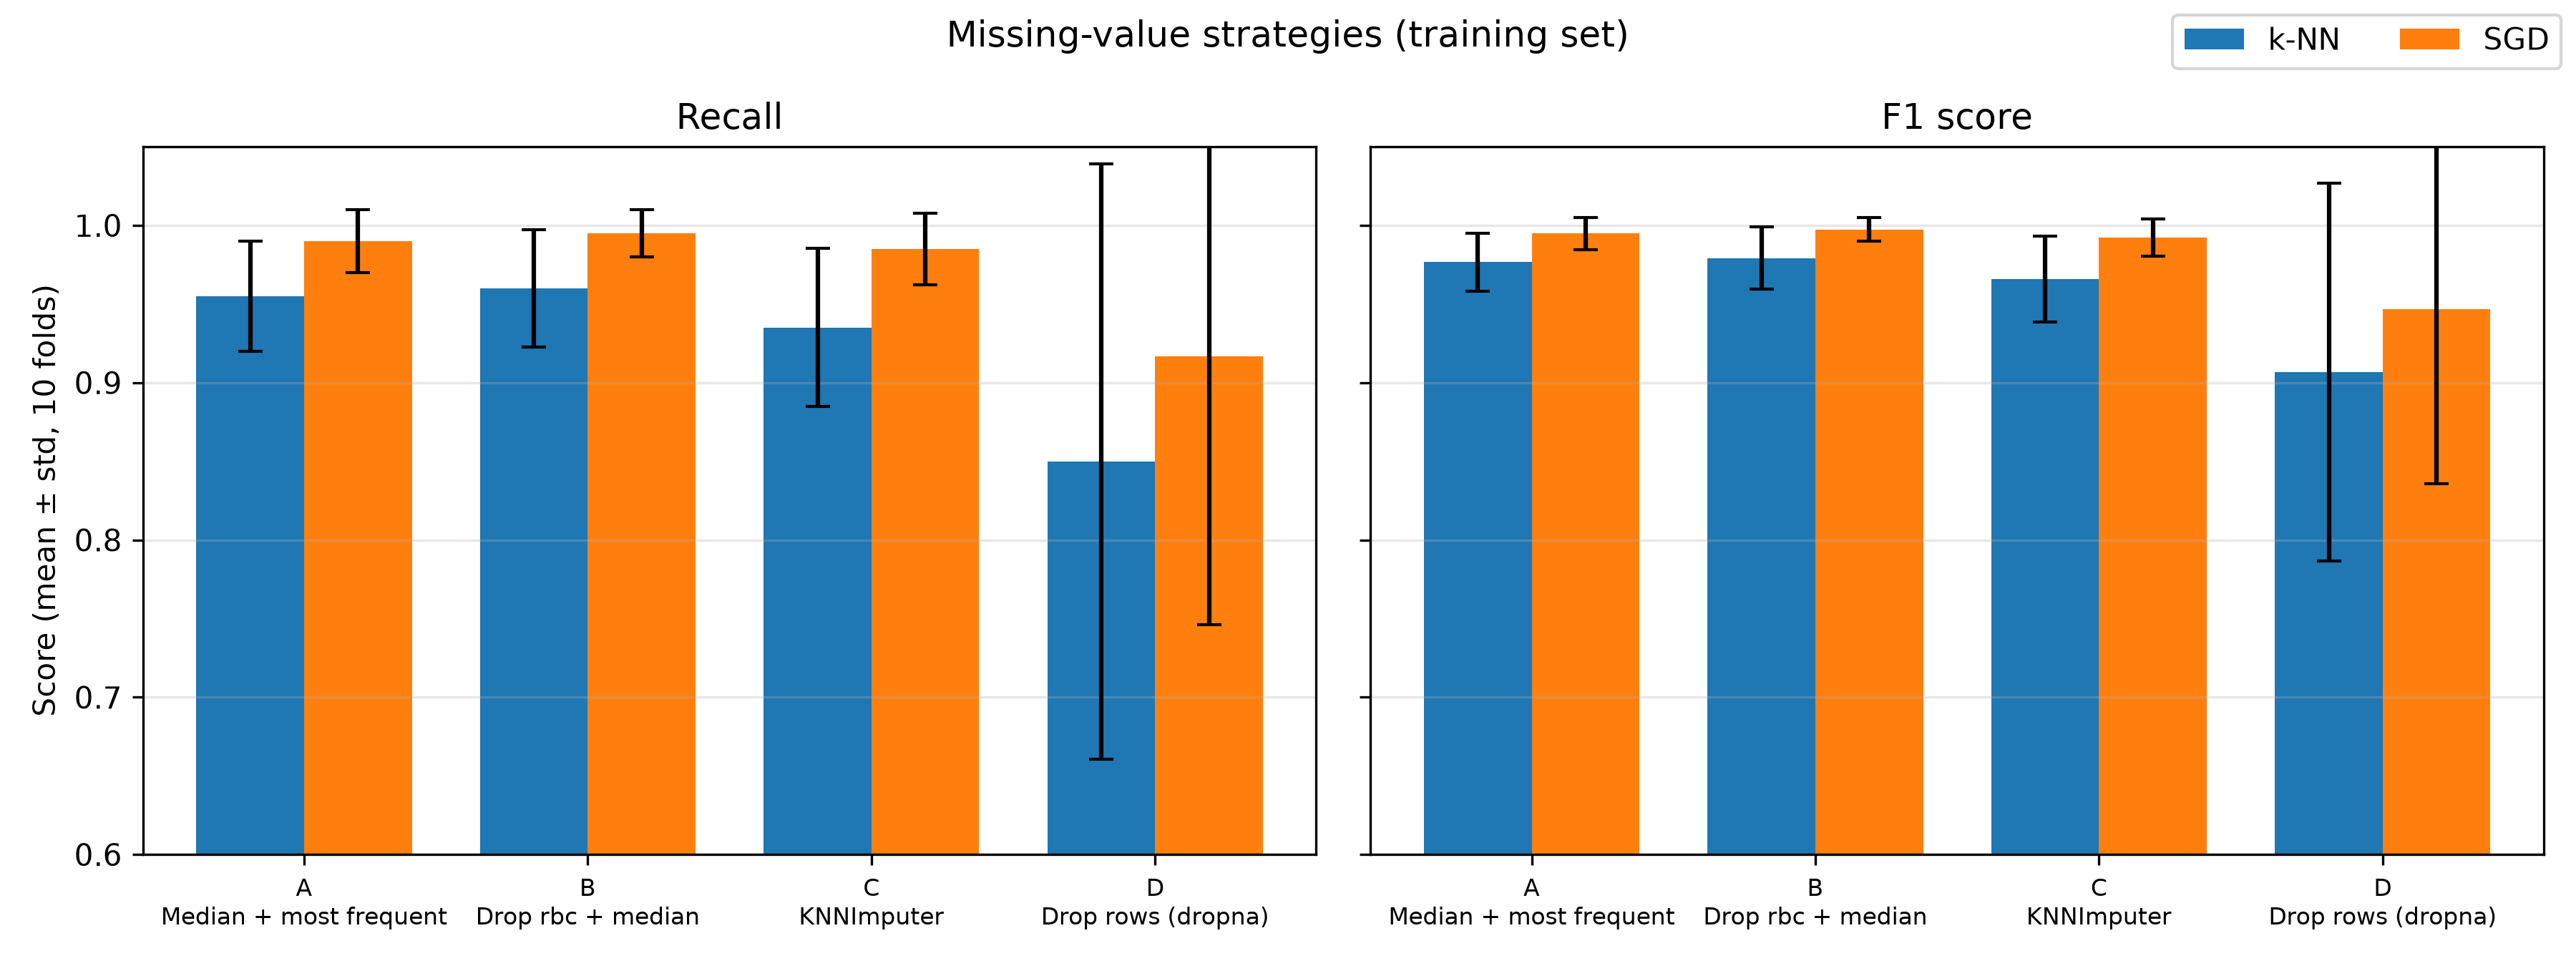 Missing-value strategies (training set)
k-NN SGD
Recall
Score (mean ± std, 10 folds)
1.0
0.9
0.8
0.7
0.6
A
Median + most frequent
B
Drop rbc + median
C
KNNImputer
D
Drop rows (dropna)
F1 score
A
Median + most frequent
B
Drop rbc + median
C
KNNImputer
D
Drop rows (dropna)